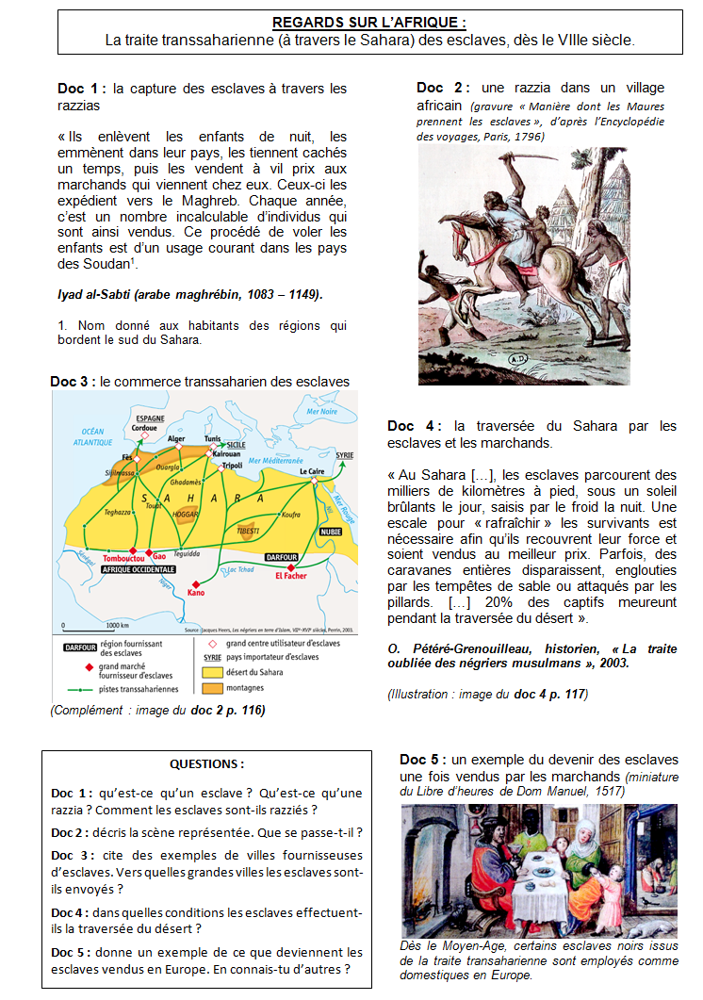 REGARDS SUR L'AFRIQUE :
La traite transsaharienne (à travers le Sahara) des esclaves, dès le VIIIe siècle.
Doc 1 : la capture des esclaves à travers les
razzias
« Ils enlèvent les enfants de nuit, les
emmènent dans leur pays, les tiennent cachés
un temps, puis les vendent à vil prix aux
marchands qui viennent chez eux. Ceux-ci les
expédient vers le Maghreb. Chaque année,
c'est un nombre incalculable d'individus qui
sont ainsi vendus. Ce procédé de voler les
enfants est d'un usage courant dans les pays
des Soudan1.
Iyad al-Sabti (arabe maghrébin, 1083 – 1149).
1. Nom donné aux habitants des régions qui
bordent le sud du Sahara.
Doc 2 : une razzia dans un village
africain (gravure « Manière dont les Maures
prennent les esclaves », d'après l'Encyclopédie
des voyages, Paris, 1796)
A.D.
Doc 3 : le commerce transsaharien des esclaves
OCÉAN
ATLANTIQUE
ESPAGNE
Cordoue
Mer Noire
Alger
Tunis
SICILE
Fès
Kairouan
Mer Méditerranée
SYRIE
Ouargla
Tripoli
Sijilmassa
Ghadamès
Le Caire
SAHARA
Teghazza
Touat
HOGGAR
Koufra
Nil
Mer Rouge
TIBESTI
NUBIE
Tombouctou
Gao
Teguidda
DARFOUR
Sénégal
AFRIQUE OCCIDENTALE
Lac Tchad
El Facher
Niger
Kano
0 1000 km
Source : Jacques Heers, Les négriers en terre d'Islam, VIIe-XVIe siècles, Perrin, 2003.
DARFOUR région fournissant
des esclaves
grand marché
fournisseur d'esclaves
pistes transsahariennes
grand centre utilisateur d'esclaves
SYRIE pays importateur d'esclaves
désert du Sahara
montagnes
(Complément : image du doc 2 p. 116)
Doc 4 : la traversée du Sahara par les
esclaves et les marchands.
« Au Sahara […], les esclaves parcourent des
milliers de kilomètres à pied, sous un soleil
brûlants le jour, saisis par le froid la nuit. Une
escale pour « rafraîchir » les survivants est
nécessaire afin qu'ils recouvrent leur force et
soient vendus au meilleur prix. Parfois, des
caravanes entières disparaissent, englouties
par les tempêtes de sable ou attaqués par les
pillards. […] 20% des captifs meureunt
pendant la traversée du désert ».
O. Pétéré-Grenouilleau, historien, « La traite
oubliée des négriers musulmans », 2003.
(Illustration : image du doc 4 p. 117)
QUESTIONS :
Doc 1 : qu'est-ce qu'un esclave ? Qu'est-ce qu'une
razzia ? Comment les esclaves sont-ils razziés ?
Doc 2 : décris la scène représentée. Que se passe-t-il ?
Doc 3 : cite des exemples de villes fournisseuses
d'esclaves. Vers quelles grandes villes les esclaves sont-
ils envoyés ?
Doc 4 : dans quelles conditions les esclaves effectuent-
ils la traversée du désert ?
Doc 5 : donne un exemple de ce que deviennent les
esclaves vendus en Europe. En connais-tu d'autres ?
Doc 5 : un exemple du devenir des esclaves
une fois vendus par les marchands (miniature
du Libre d'heures de Dom Manuel, 1517)
Dès le Moyen-Age, certains esclaves noirs issus
de la traite transaharienne sont employés comme
domestiques en Europe.